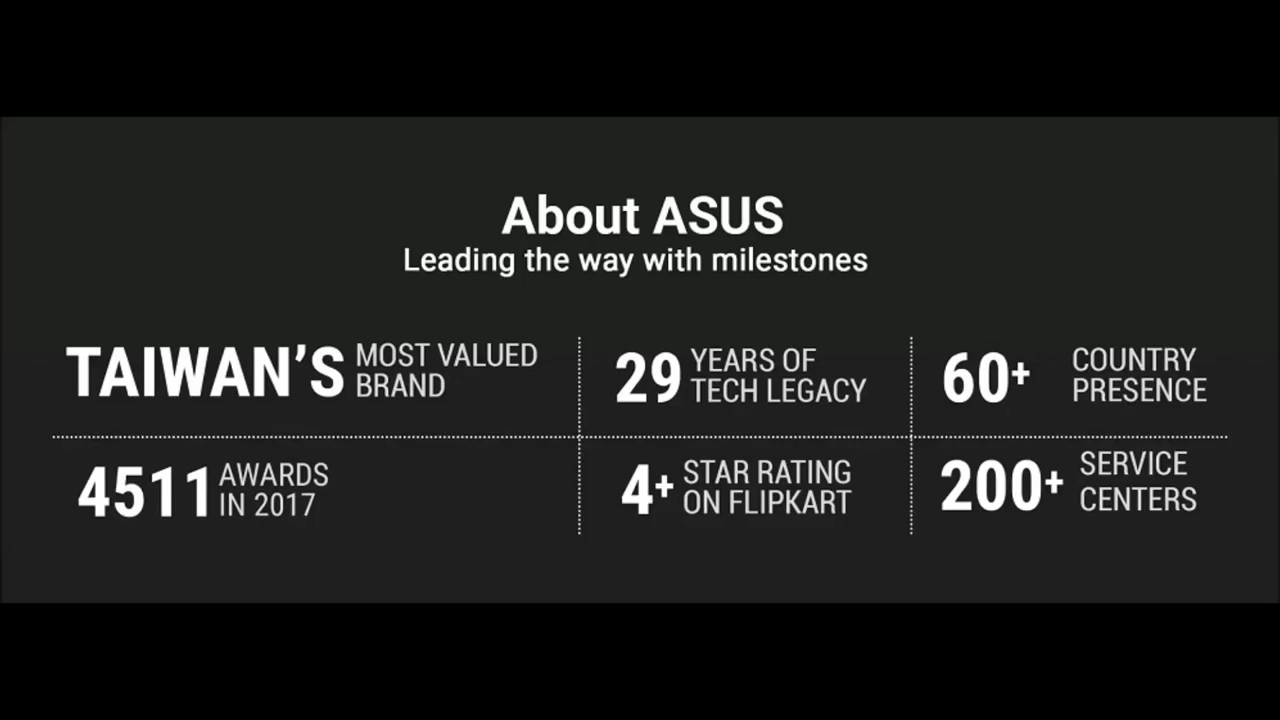 About ASUS
Leading the way with milestones
TAIWAN’S MOST VALUED
BRAND
29 YEARS OF
TECH LEGACY
60+ COUNTRY
PRESENCE
4511 AWARDS
IN 2017
4+ STAR RATING
ON FLIPKART
200+ SERVICE
CENTERS